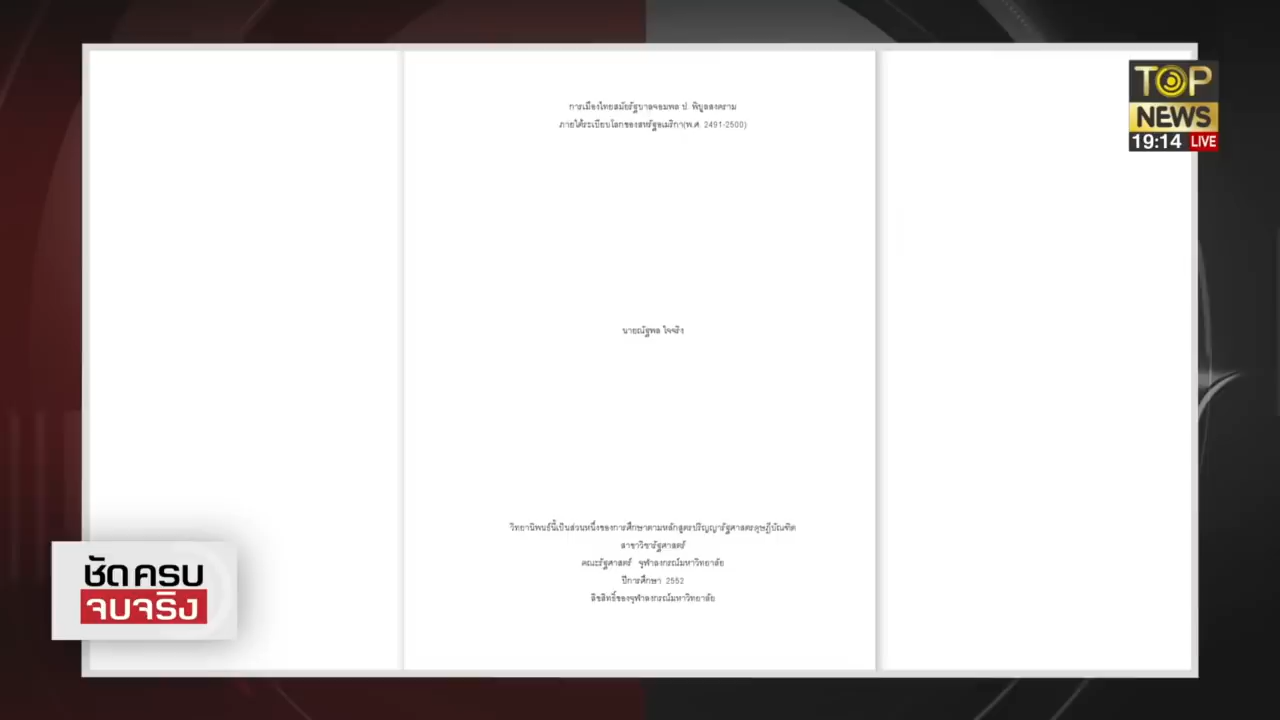 การเมืองไทยสมัยรัฐบาลจอมพล ป. พิบูลสงคราม
ภายใต้ระเบียบโลกของสหรัฐอเมริกา(พ.ศ. 2491-2500)
TOP
NEWS
19:14 LIVE
นายณัฐพล ใจจริง
วิทยานิพนธ์นี้เป็นส่วนหนึ่งของการศึกษาตามหลักสูตรปริญญารัฐศาสตรดุษฎีบัณฑิต
สาขาวิชารัฐศาสตร์
คณะรัฐศาสตร์ จุฬาลงกรณ์มหาวิทยาลัย
ปีการศึกษา 2552
ลิขสิทธิ์ของจุฬาลงกรณ์มหาวิทยาลัย
ชัด ครบ
จบจริง